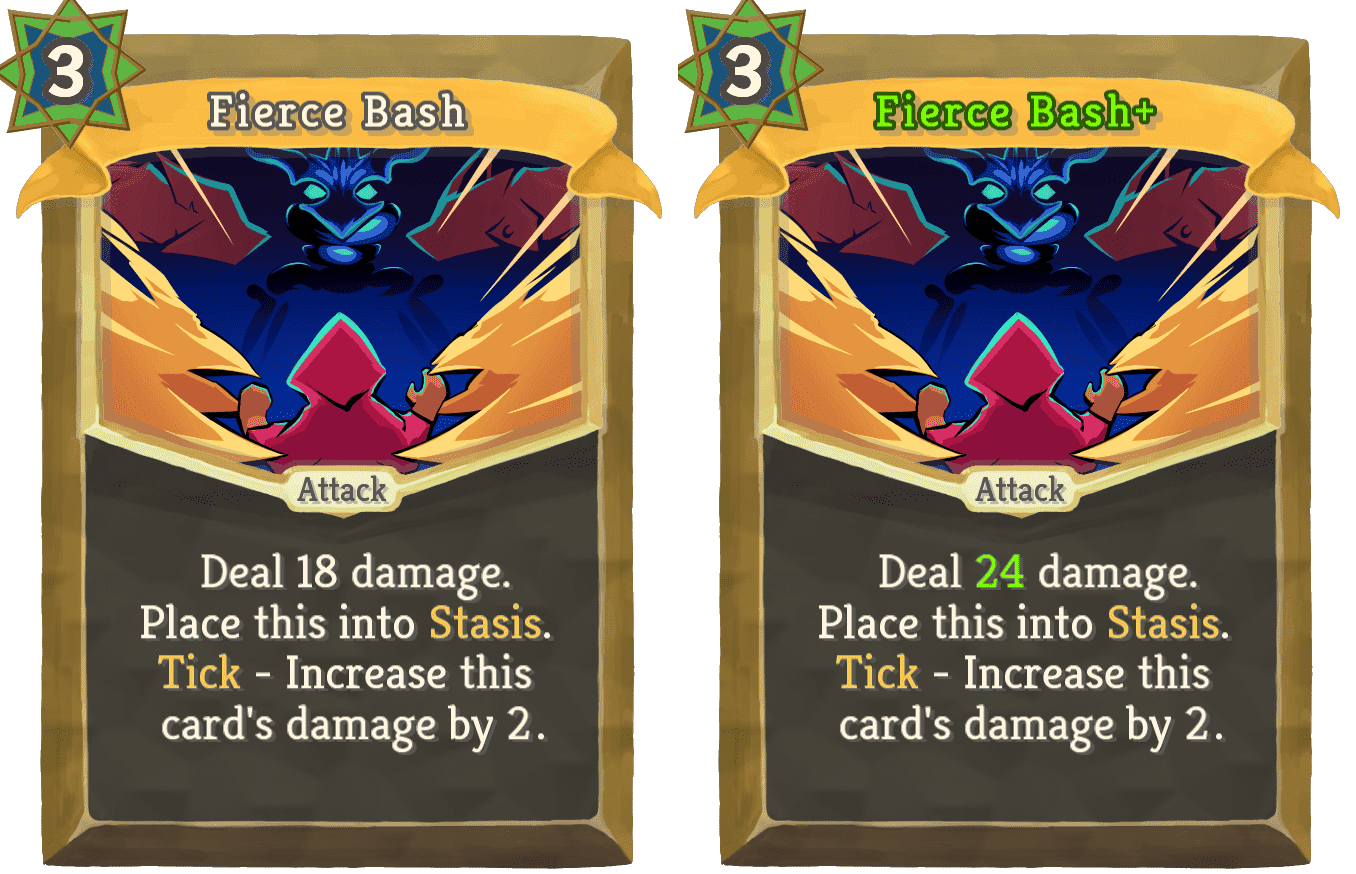 3
Fierce Bash
Attack
Deal 18 damage.
Place this into Stasis.
Tick - Increase this
card's damage by 2.
3
Fierce Bash+
Attack
Deal 24 damage.
Place this into Stasis.
Tick - Increase this
card's damage by 2.